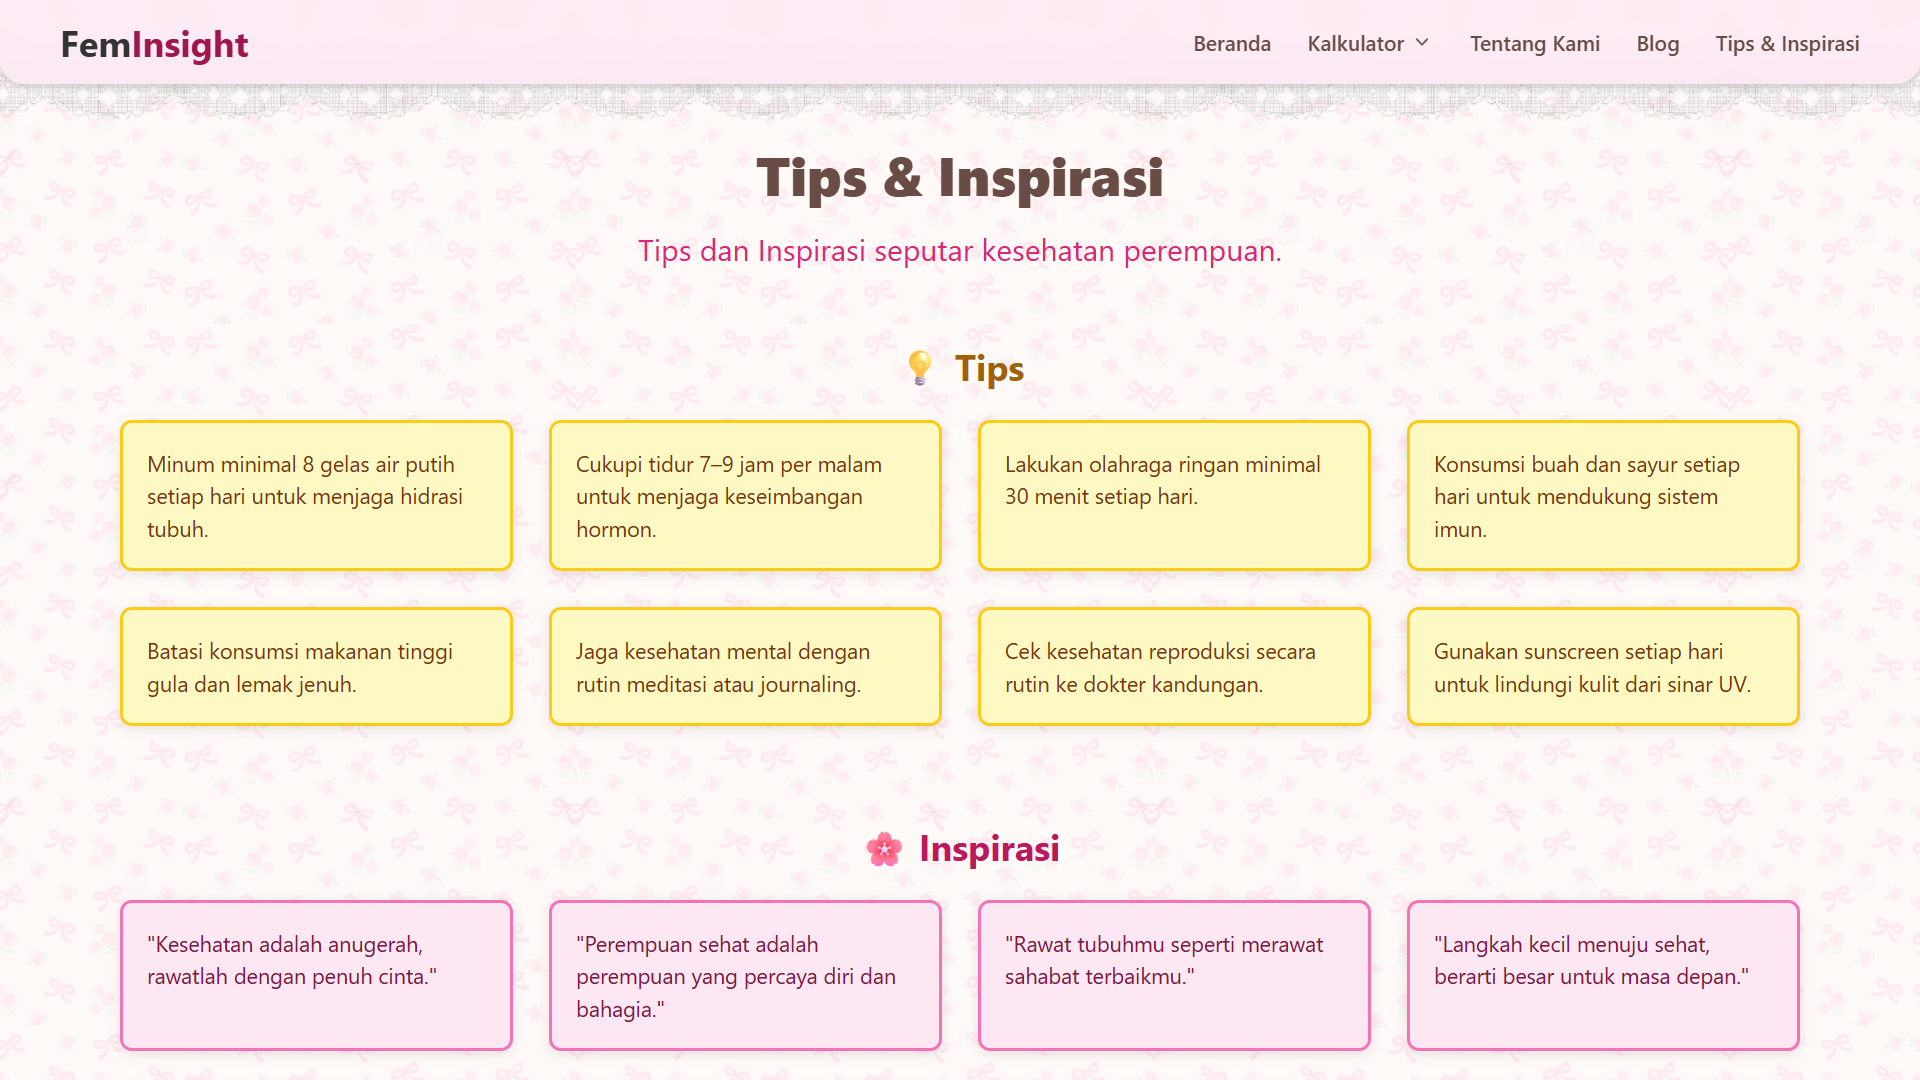 FemInsight
Beranda
Kalkulator
Tentang Kami
Blog
Tips & Inspirasi
Tips & Inspirasi
Tips dan Inspirasi seputar kesehatan perempuan.
Tips
Minum minimal 8 gelas air putih
setiap hari untuk menjaga hidrasi
tubuh.
Cukupi tidur 7–9 jam per malam
untuk menjaga keseimbangan
hormon.
Lakukan olahraga ringan minimal
30 menit setiap hari.
Konsumsi buah dan sayur setiap
hari untuk mendukung sistem
imun.
Batasi konsumsi makanan tinggi
gula dan lemak jenuh.
Jaga kesehatan mental dengan
rutin meditasi atau journaling.
Cek kesehatan reproduksi secara
rutin ke dokter kandungan.
Gunakan sunscreen setiap hari
untuk lindungi kulit dari sinar UV.
Inspirasi
"Kesehatan adalah anugerah,
rawatlah dengan penuh cinta."
"Perempuan sehat adalah
perempuan yang percaya diri dan
bahagia."
"Rawat tubuhmu seperti merawat
sahabat terbaikmu."
"Langkah kecil menuju sehat,
berarti besar untuk masa depan."